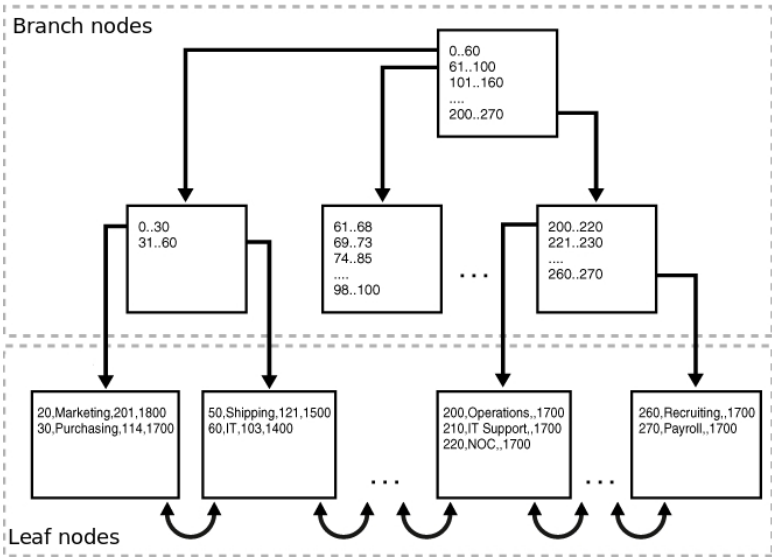 Branch nodes
0..60
61..100
101..160
....
200..270
0..30
31..60
61..68
69..73
74..85
....
98..100
...
200..220
221..230
....
260..270
20,Marketing,201,1800
30,Purchasing,114,1700
50,Shipping,121,1500
60,IT,103,1400
...
200,Operations,,1700
210,IT Support,,1700
220,NOC,,1700
...
260,Recruiting,,1700
270,Payroll,,1700
Leaf nodes